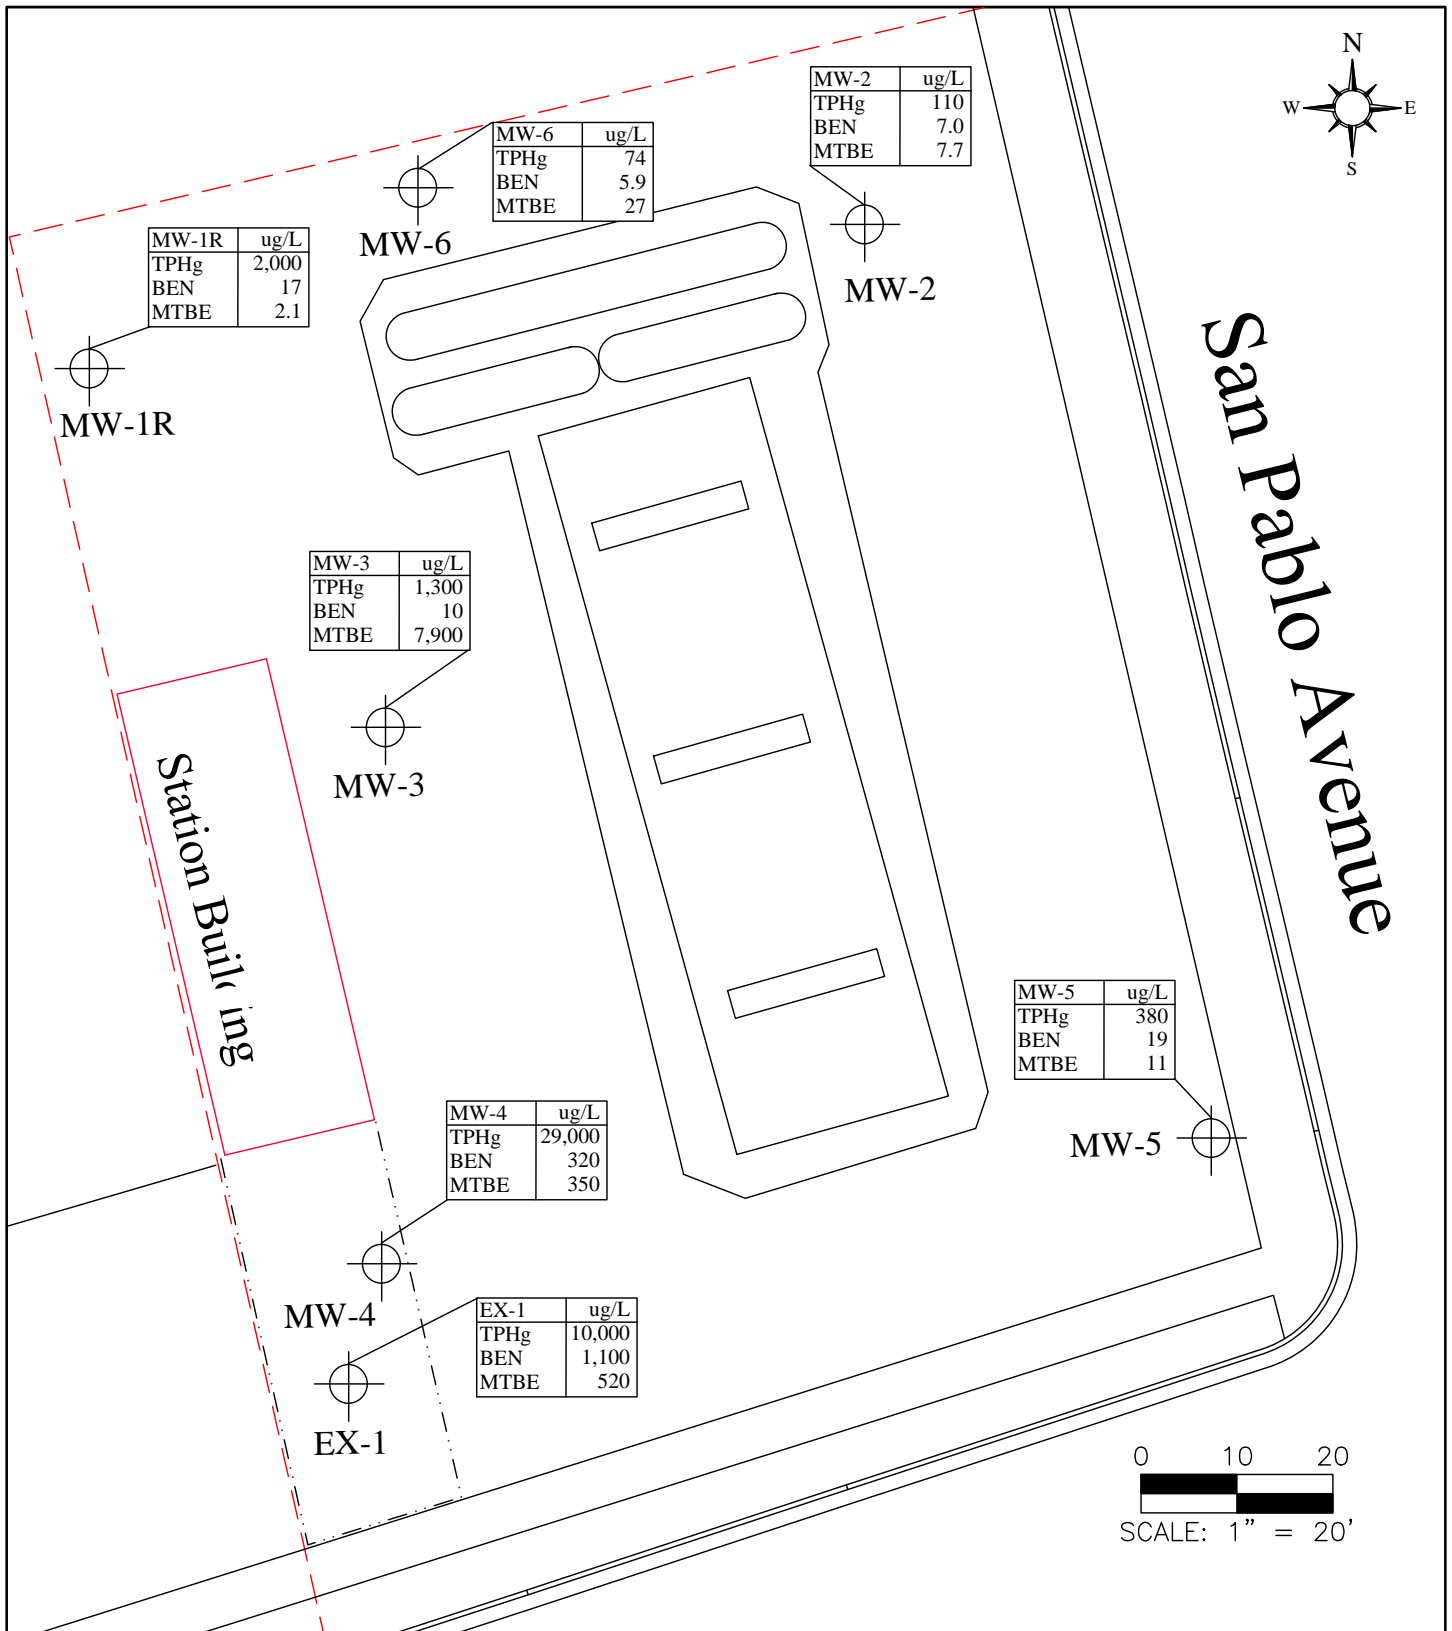 N
W E
S
MW-2 ug/L
TPHg 110
BEN 7.0
MTBE 7.7
MW-2
MW-6 ug/L
TPHg 74
BEN 5.9
MTBE 27
MW-6
MW-1R ug/L
TPHg 2,000
BEN 17
MTBE 2.1
MW-1R
San Pablo Avenue
MW-3 ug/L
TPHg 1,300
BEN 10
MTBE 7,900
MW-3
Station Building
MW-5 ug/L
TPHg 380
BEN 19
MTBE 11
MW-5
MW-4 ug/L
TPHg 29,000
BEN 320
MTBE 350
MW-4
EX-1 ug/L
TPHg 10,000
BEN 1,100
MTBE 520
EX-1
0 10 20
SCALE: 1" = 20'